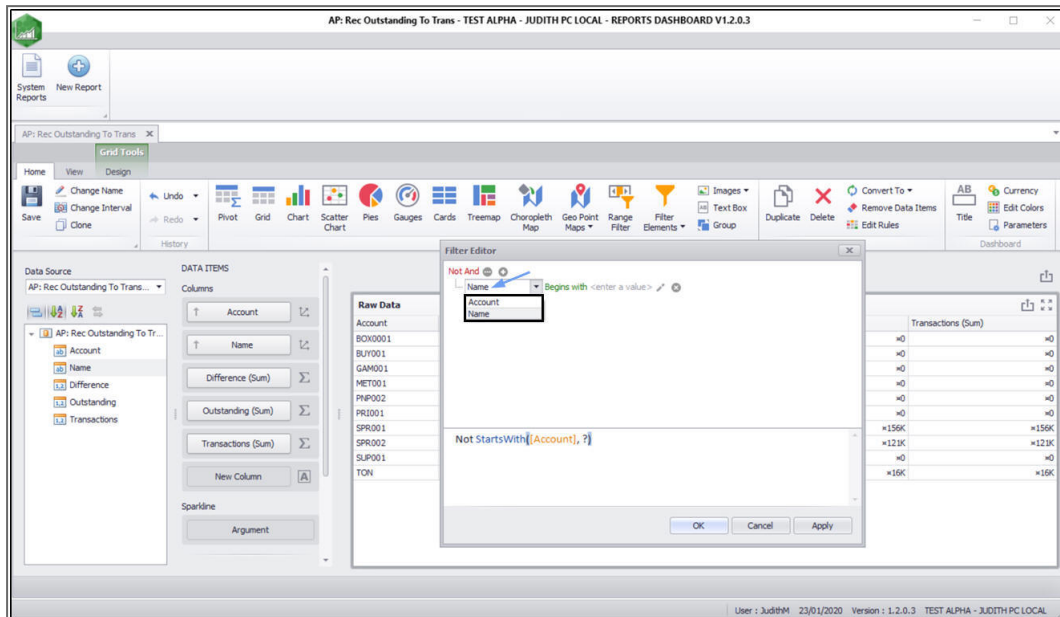 AP: Rec Outstanding To Trans - TEST ALPHA - JUDITH PC LOCAL - REPORTS DASHBOARD V1.2.0.3
System Reports
New Report
AP: Rec Outstanding To Trans
Grid Tools
Home View Design
Save
Change Name
Change Interval
Clone
Undo
Redo
History
Pivot
Grid
Chart
Scatter Chart
Pies
Gauges
Cards
Treemap
Choropleth Map
Geo Point Maps
Range Filter
Filter Elements
Images
Text Box
Group
Duplicate
Delete
Convert To
Remove Data Items
Edit Rules
Title
Currency
Edit Colors
Parameters
Dashboard
Data Source
AP: Rec Outstanding To Trans...
AP: Rec Outstanding To Tr...
Account
Name
Difference
Outstanding
Transactions
DATA ITEMS
Columns
Account
Name
Difference (Sum)
Outstanding (Sum)
Transactions (Sum)
New Column
Sparkline
Argument
Raw Data
Account
BOX0001
BUY001
GAM001
MET001
PNP002
PRI001
SPR001
SPR002
SUP001
TON
Transactions (Sum)
¤0 ¤0
¤0 ¤0
¤0 ¤0
¤0 ¤0
¤0 ¤0
¤0 ¤0
¤156K ¤156K
¤121K ¤121K
¤0 ¤0
¤16K ¤16K
Filter Editor
Not And
Name Begins with <enter a value>
Account
Name
Not StartsWith([Account], ?)
OK Cancel Apply
User : JudithM 23/01/2020 Version : 1.2.0.3 TEST ALPHA - JUDITH PC LOCAL